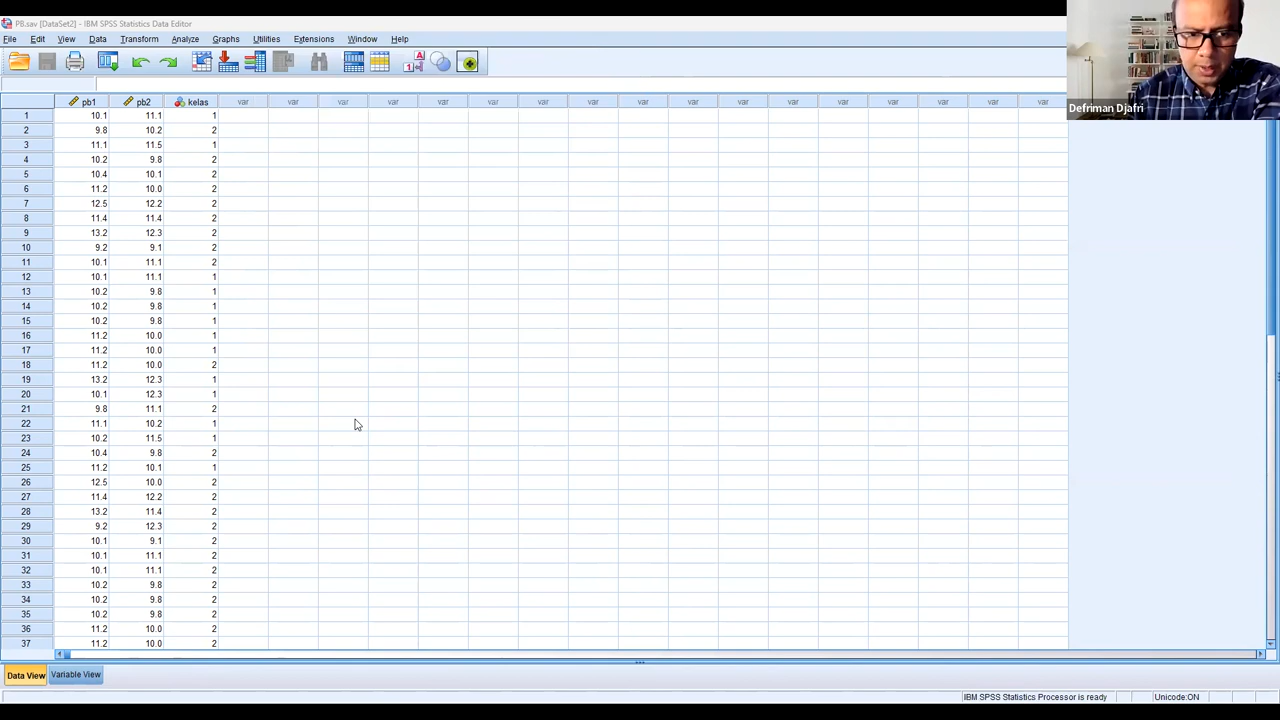 PB.sav [DataSet2] - IBM SPSS Statistics Data Editor
File Edit View Data Transform Analyze Graphs Utilities Extensions Window Help
Defriman Djafri
pb1 pb2 kelas var var var var var var var var var var var var var var var var var
1 10.1 11.1 1
2 9.8 10.2 2
3 11.1 11.5 1
4 10.2 9.8 2
5 10.4 10.1 2
6 11.2 10.0 2
7 12.5 12.2 2
8 11.4 11.4 2
9 13.2 12.3 2
10 9.2 9.1 2
11 10.1 11.1 2
12 10.1 11.1 1
13 10.2 9.8 1
14 10.2 9.8 1
15 10.2 9.8 1
16 11.2 10.0 1
17 11.2 10.0 1
18 11.2 10.0 2
19 13.2 12.3 1
20 10.1 12.3 1
21 9.8 11.1 2
22 11.1 10.2 1
23 10.2 11.5 1
24 10.4 9.8 2
25 11.2 10.1 1
26 12.5 10.0 2
27 11.4 12.2 2
28 13.2 11.4 2
29 9.2 12.3 2
30 10.1 9.1 2
31 10.1 11.1 2
32 10.1 11.1 2
33 10.2 9.8 2
34 10.2 9.8 2
35 10.2 9.8 2
36 11.2 10.0 2
37 11.2 10.0 2
Data View Variable View
IBM SPSS Statistics Processor is ready Unicode:ON